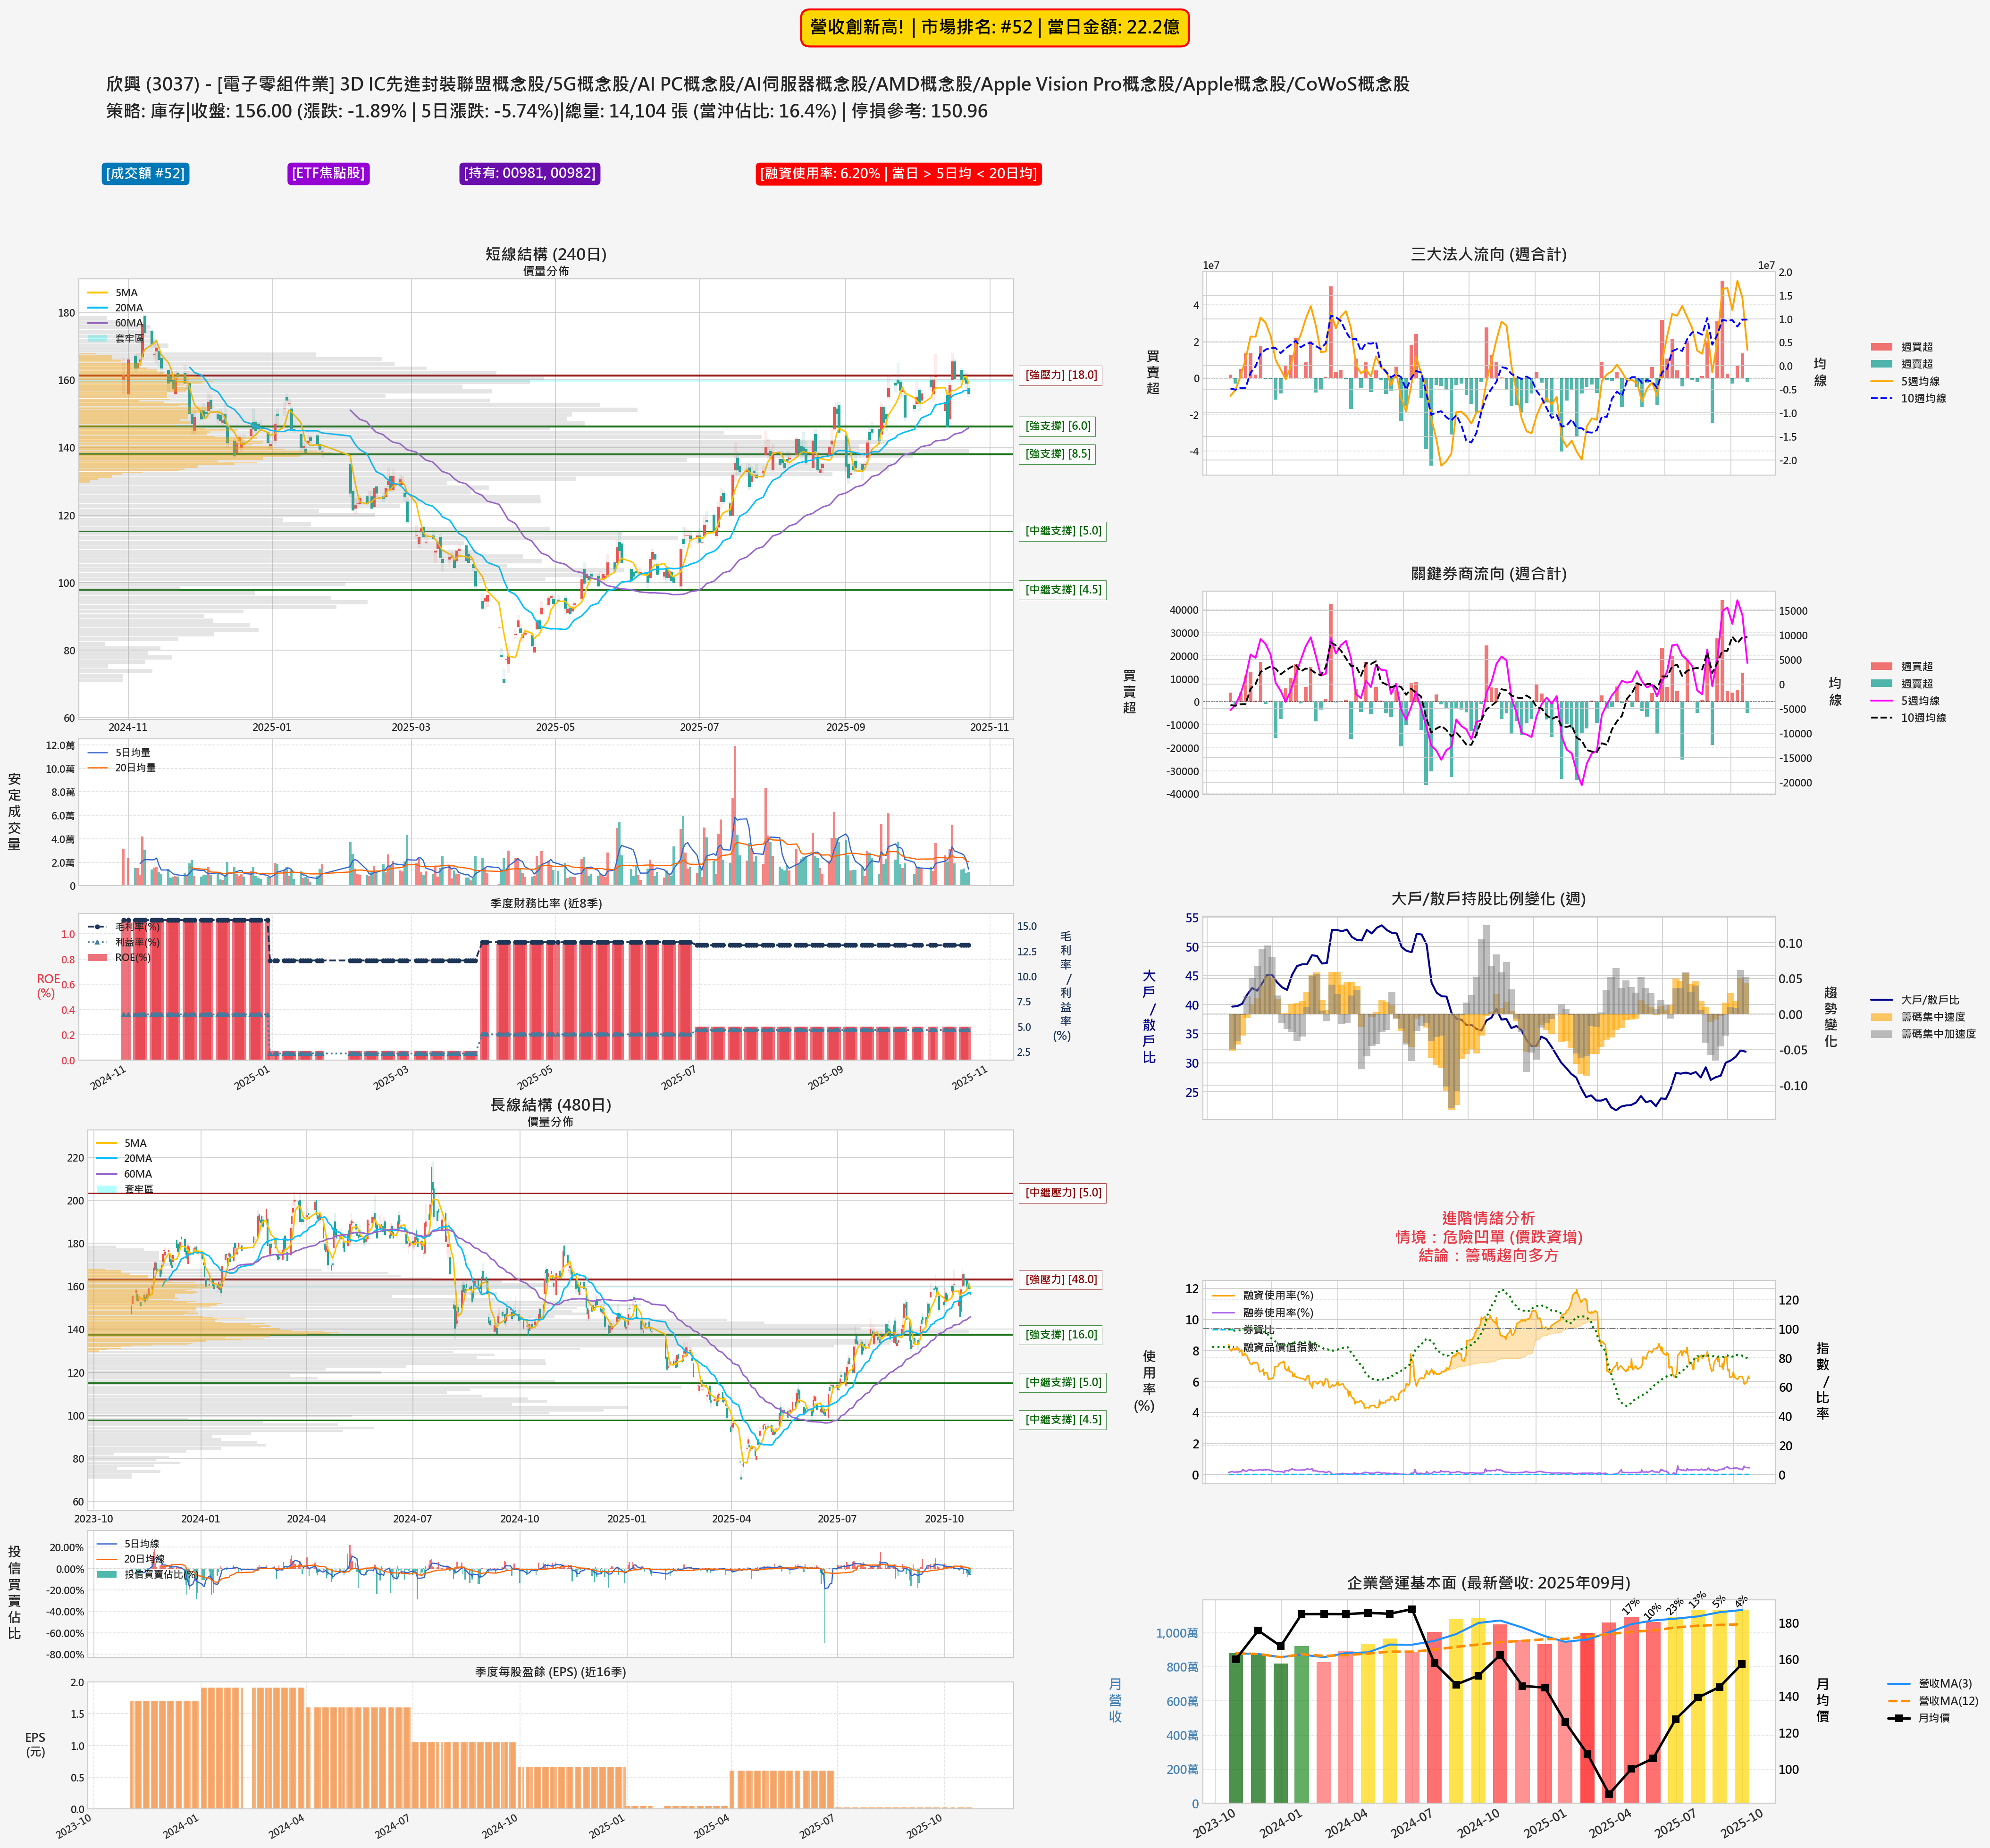 營收創新高! | 市場排名: #52 | 當日金額: 22.2億
欣興 (3037) - [電子零組件業] 3D IC先進封裝聯盟概念股/5G概念股/AI PC概念股/AI伺服器概念股/AMD概念股/Apple Vision Pro概念股/Apple概念股/CoWoS概念股
策略: 庫存|收盤: 156.00 (漲跌: -1.89% | 5日漲跌: -5.74%)|總量: 14,104 張 (當沖佔比: 16.4%) | 停損參考: 150.96
[成交額 #52]
[ETF焦點股]
[持有: 00981, 00982]
[融資使用率: 6.20% | 當日 > 5日均 < 20日均]
短線結構 (240日)
價量分佈
5MA
20MA
60MA
套牢區
180
160
140
120
100
80
60
[強壓力] [18.0]
[強支撐] [6.0]
[強支撐] [8.5]
[中繼支撐] [5.0]
[中繼支撐] [4.5]
2024-11
2025-01
2025-03
2025-05
2025-07
2025-09
2025-11
安定成交量
5日均量
20日均量
12.0萬
10.0萬
8.0萬
6.0萬
4.0萬
2.0萬
0
季度財務比率 (近8季)
毛利率(%)
利益率(%)
ROE(%)
ROE
(%)
1.0
0.8
0.6
0.4
0.2
0.0
15.0
12.5
10.0
7.5
5.0
2.5
毛利率/利益率(%)
2024-11
2025-01
2025-03
2025-05
2025-07
2025-09
2025-11
長線結構 (480日)
價量分佈
5MA
20MA
60MA
套牢區
220
200
180
160
140
120
100
80
60
[中繼壓力] [5.0]
[強壓力] [48.0]
[強支撐] [16.0]
[中繼支撐] [5.0]
[中繼支撐] [4.5]
2023-10
2024-01
2024-04
2024-07
2024-10
2025-01
2025-04
2025-07
2025-10
投信買賣佔比
5日均線
20日均線
投信買賣佔比(%)
20.00%
0.00%
-20.00%
-40.00%
-60.00%
-80.00%
季度每股盈餘 (EPS) (近16季)
EPS
(元)
2.0
1.5
1.0
0.5
0.0
2023-10
2024-01
2024-04
2024-07
2024-10
2025-01
2025-04
2025-07
2025-10
三大法人流向 (週合計)
1e7
1e7
買賣超
4
2
0
-2
-4
2.0
1.5
1.0
0.5
0.0
-0.5
-1.0
-1.5
-2.0
均線
週買超
週賣超
5週均線
10週均線
關鍵券商流向 (週合計)
買賣超
40000
30000
20000
10000
0
-10000
-20000
-30000
-40000
15000
10000
5000
0
-5000
-10000
-15000
-20000
均線
週買超
週賣超
5週均線
10週均線
大戶/散戶持股比例變化 (週)
大戶/散戶比
55
50
45
40
35
30
25
0.10
0.05
0.00
-0.05
-0.10
趨勢變化
大戶/散戶比
籌碼集中速度
籌碼集中加速度
進階情緒分析
情境：危險凹單 (價跌資增)
結論：籌碼趨向多方
使用率(%)
12
10
8
6
4
2
0
融資使用率(%)
融券使用率(%)
券資比
融資品價值指數
120
100
80
60
40
20
0
指數/比率
企業營運基本面 (最新營收: 2025年09月)
月營收
1,000萬
800萬
600萬
400萬
200萬
0
17%
10%
23%
13%
5%
4%
180
160
140
120
100
月均價
營收MA(3)
營收MA(12)
月均價
2023-10
2024-01
2024-04
2024-07
2024-10
2025-01
2025-04
2025-07
2025-10